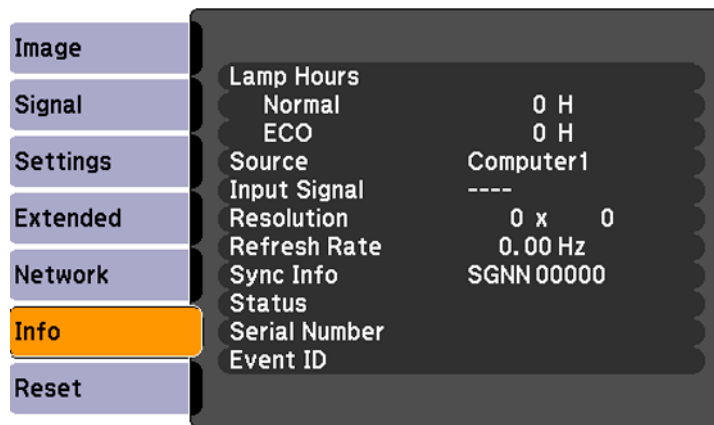 Image
Signal
Settings
Extended
Network
Info
Reset
Lamp Hours
Normal 0 H
ECO 0 H
Source Computer1
Input Signal ----
Resolution 0 x 0
Refresh Rate 0.00 Hz
Sync Info SGNN 00000
Status
Serial Number
Event ID